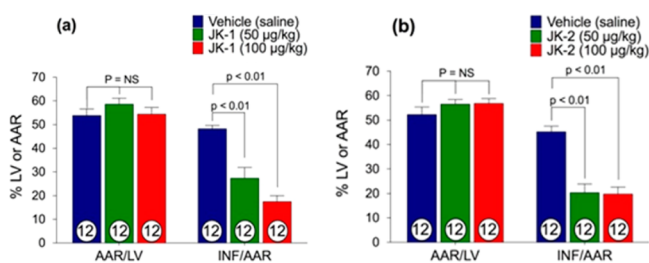 (a)
Vehicle (saline)
JK-1 (50 µg/kg)
JK-1 (100 µg/kg)
% LV or AAR
70
60
50
40
30
20
10
0
P = NS
p < 0.01
p < 0.01
12 12 12 12 12 12
AAR/LV INF/AAR
(b)
Vehicle (saline)
JK-2 (50 µg/kg)
JK-2 (100 µg/kg)
% LV or AAR
70
60
50
40
30
20
10
0
P = NS
p < 0.01
p < 0.01
12 12 12 12 12 12
AAR/LV INF/AAR